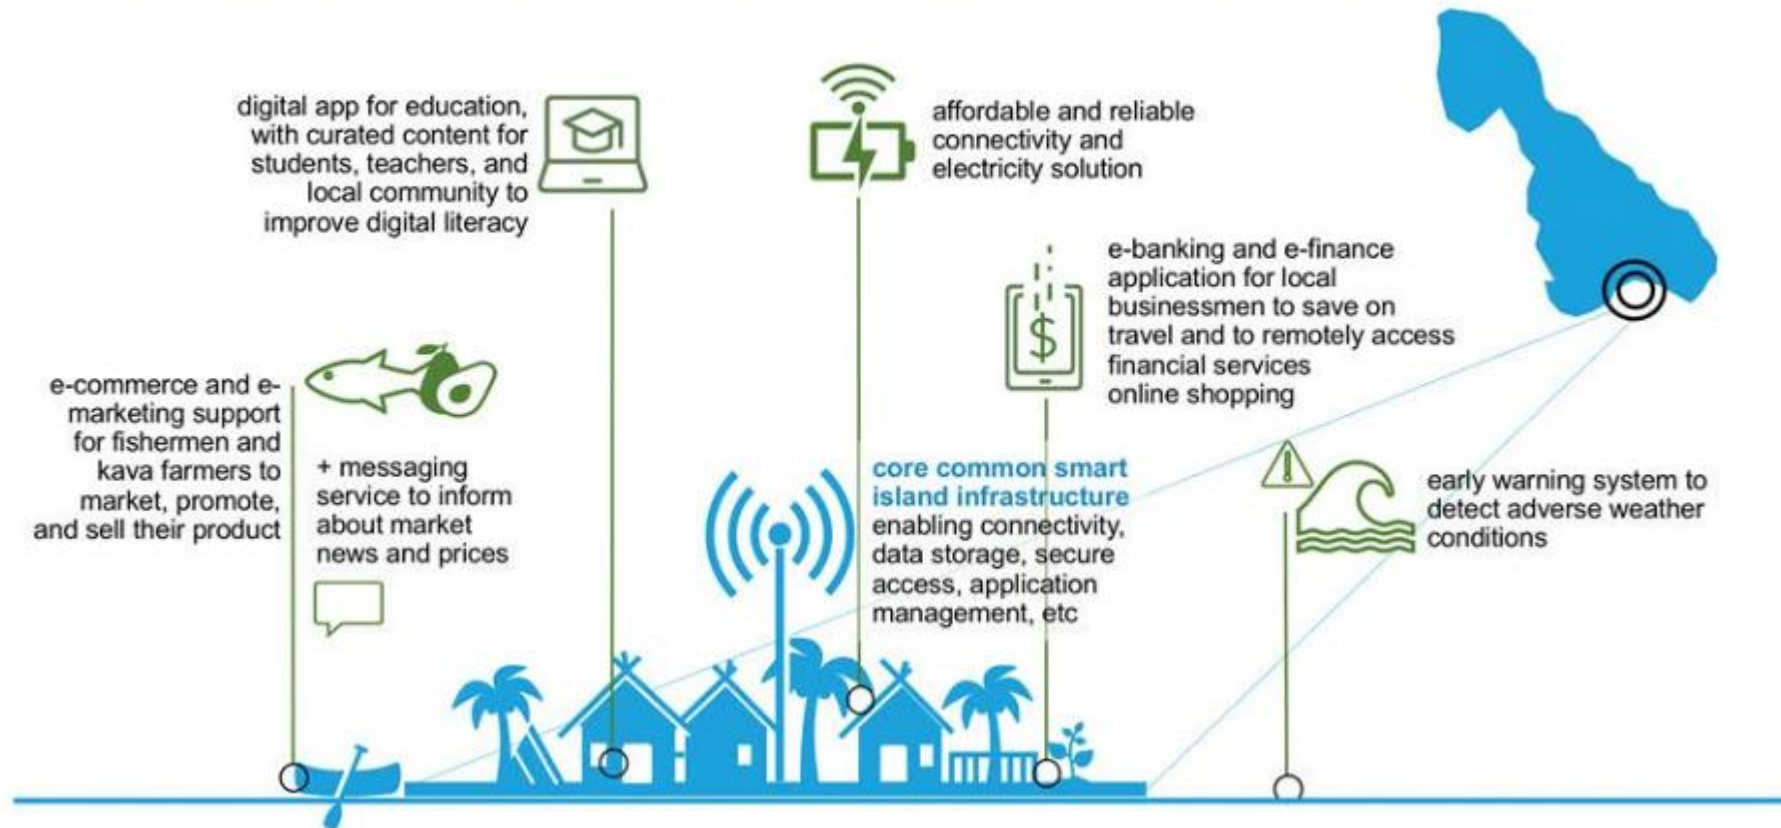 digital app for education,
with curated content for
students, teachers, and
local community to
improve digital literacy
affordable and reliable
connectivity and
electricity solution
e-banking and e-finance
application for local
businessmen to save on
travel and to remotely access
financial services
online shopping
$
e-commerce and e-
marketing support
for fishermen and
kava farmers to
market, promote,
and sell their product
+ messaging
service to inform
about market
news and prices
core common smart
island infrastructure
enabling connectivity,
data storage, secure
access, application
management, etc
!
early warning system to
detect adverse weather
conditions